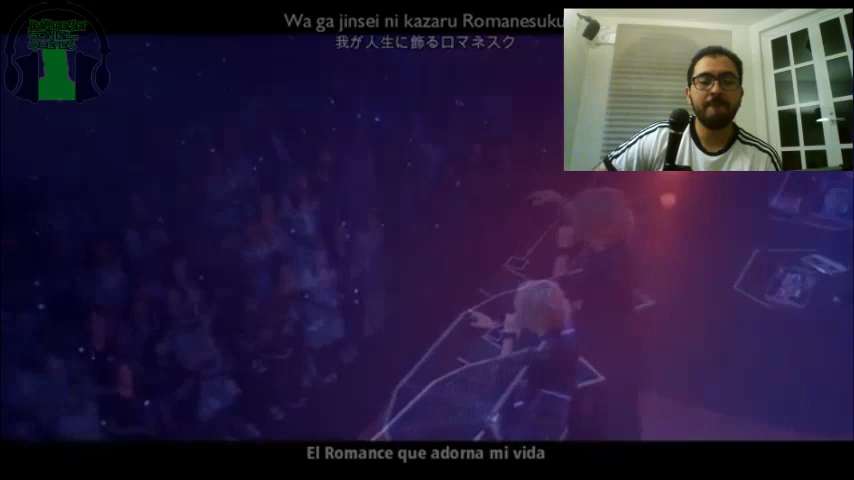 Wa ga jinsei ni kazaru Romanesuku
我が人生に飾るロマネスク
El Romance que adorna mi vida